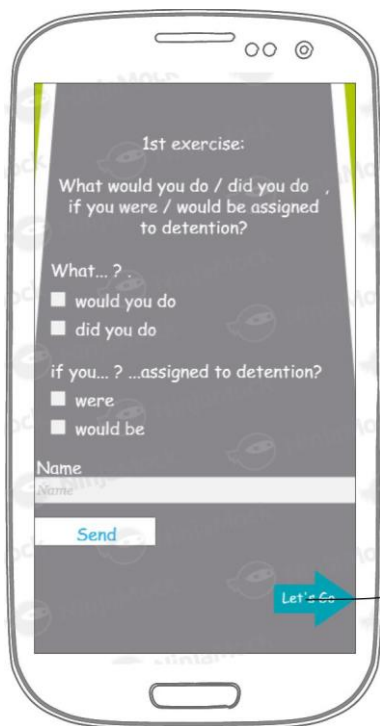 1st exercise:
What would you do / did you do ,
if you were / would be assigned
to detention?
What... ? .
would you do
did you do
if you... ? ...assigned to detention?
were
would be
Name
Name
Send
Let's Go